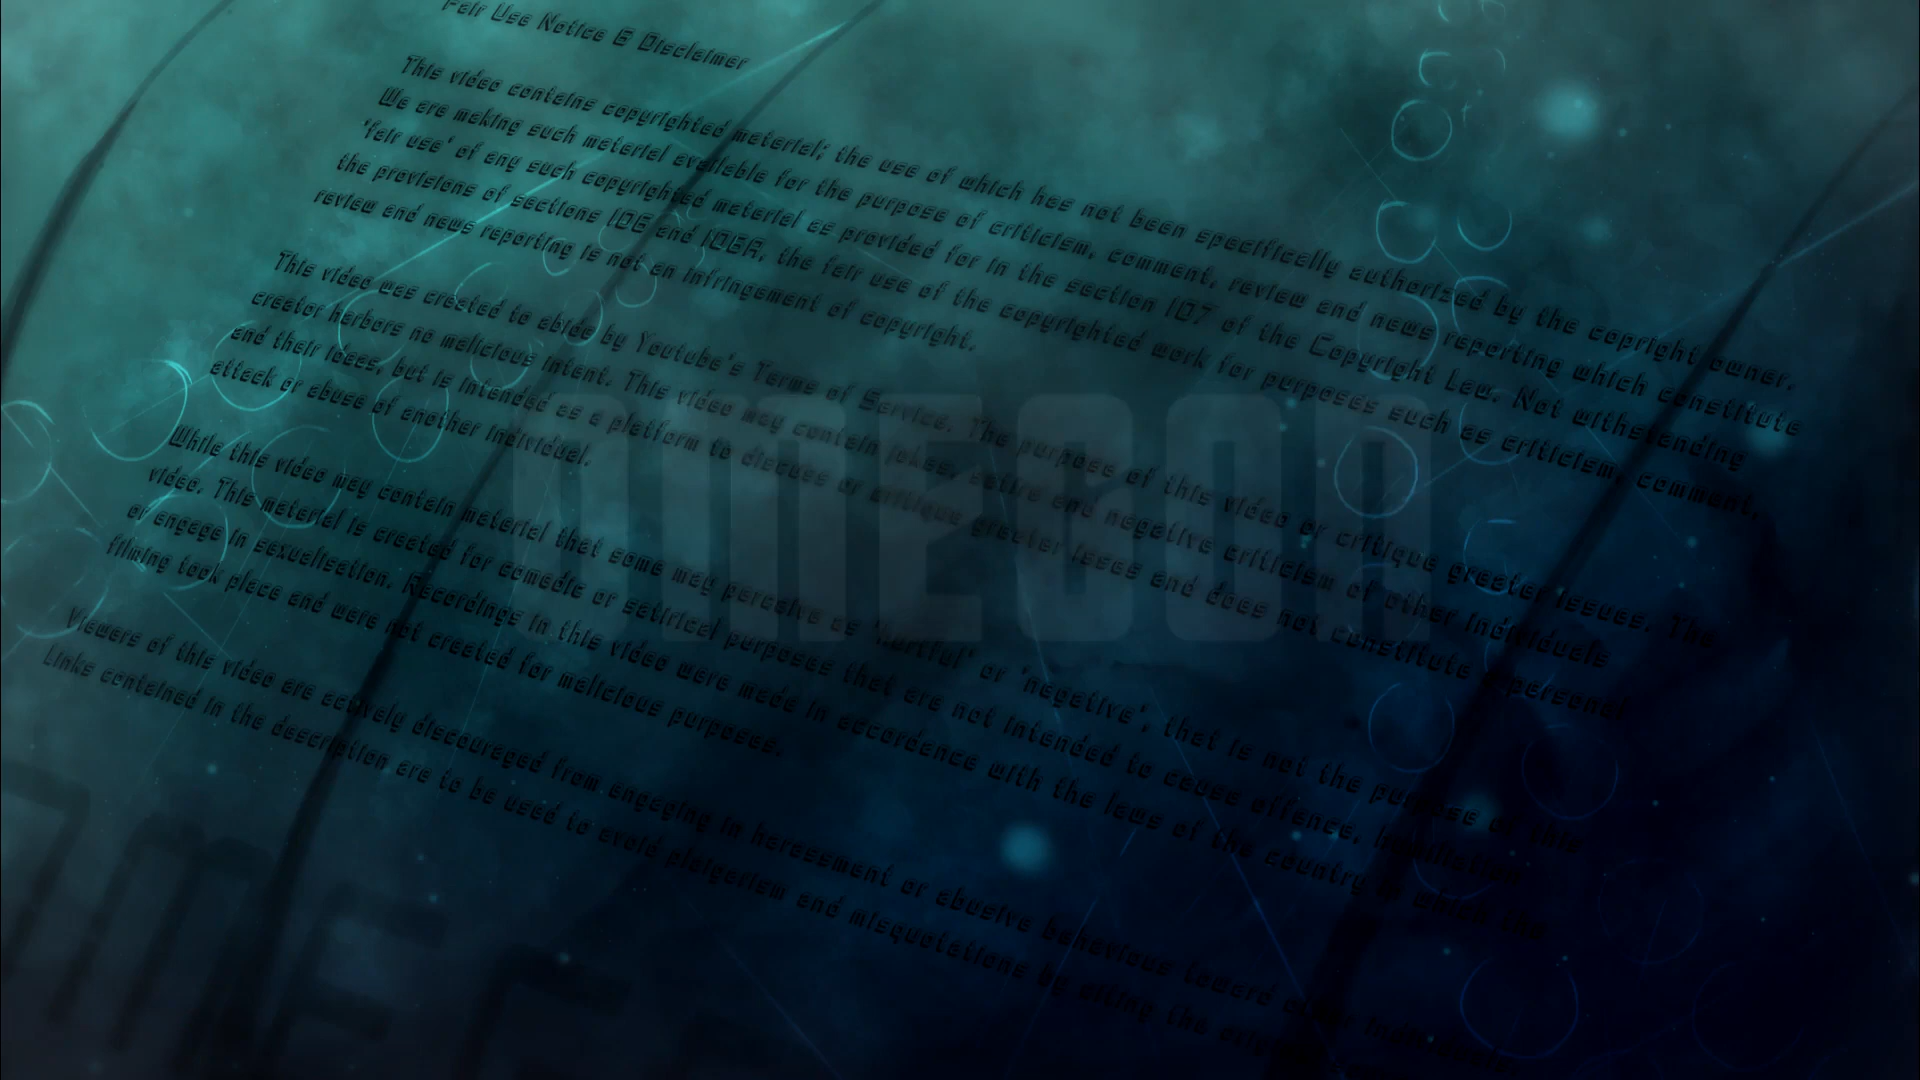 Fair Use Notice & Disclaimer
This video contains copyrighted material; the use of which has not been specifically authorized by the copright owner.
We are making such material available for the purpose of criticism, comment, review and news reporting which constitute
'fair use' of any such copyrighted material as provided for in the section 107 of the Copyright Law. Not withstanding
the provisions of sections 106 and 106A, the fair use of the copyrighted work for purposes such as criticism, comment,
review and news reporting is not an infringement of copyright.
This video was created to abide by Youtube's Terms of Service. The purpose of this video or critique greater issues. The
creator harbors no malicious intent. This video may contain jokes, satire and negative criticism of other individuals
and their ideas, but is intended as a platform to discuss or critique greater isses and does not constitute personal
attack or abuse of another individual.
While this video may contain material that some may perceive as 'hurtful' or 'negative', that is not the purpose of this
video. This material is created for comedic or satirical purposes that are not intended to cause offence, humiliation
or engage in sexualisation. Recordings in this video were made in accordance with the laws of the country in which the
filming took place and were not created for malicious purposes.
Viewers of this video are actively discouraged from engaging in harassment or abusive behaviour toward other individuals
Links contained in the description are to be used to avoid plaigarism and misquotations by citing the
OMEGON